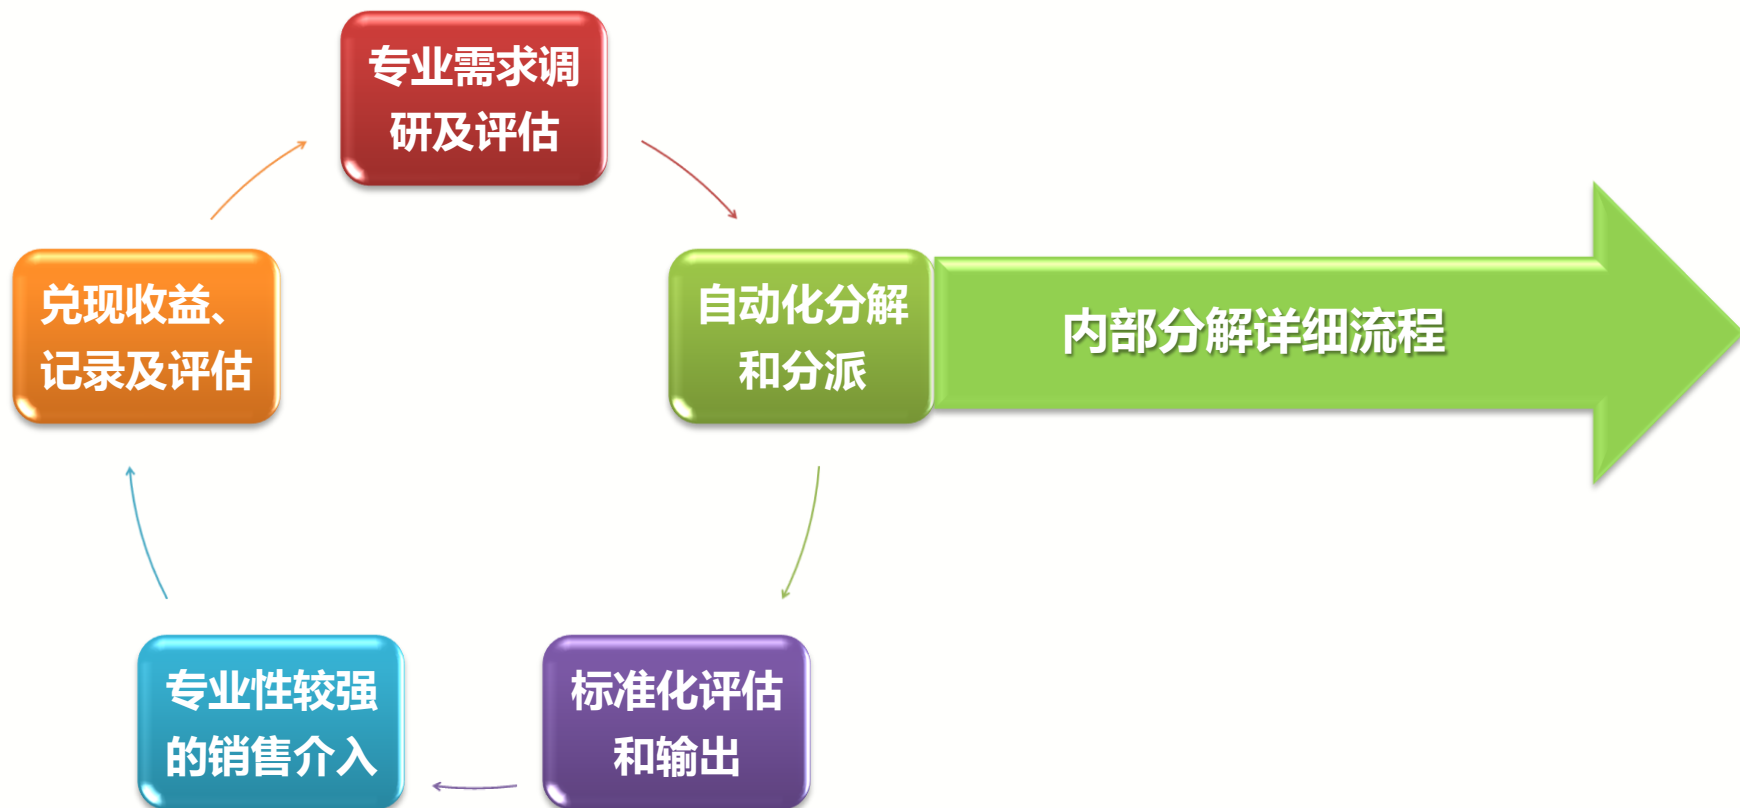 专业需求调
研及评估
兑现收益、
记录及评估
自动化分解
和分派
内部分解详细流程
专业性较强
的销售介入
标准化评估
和输出